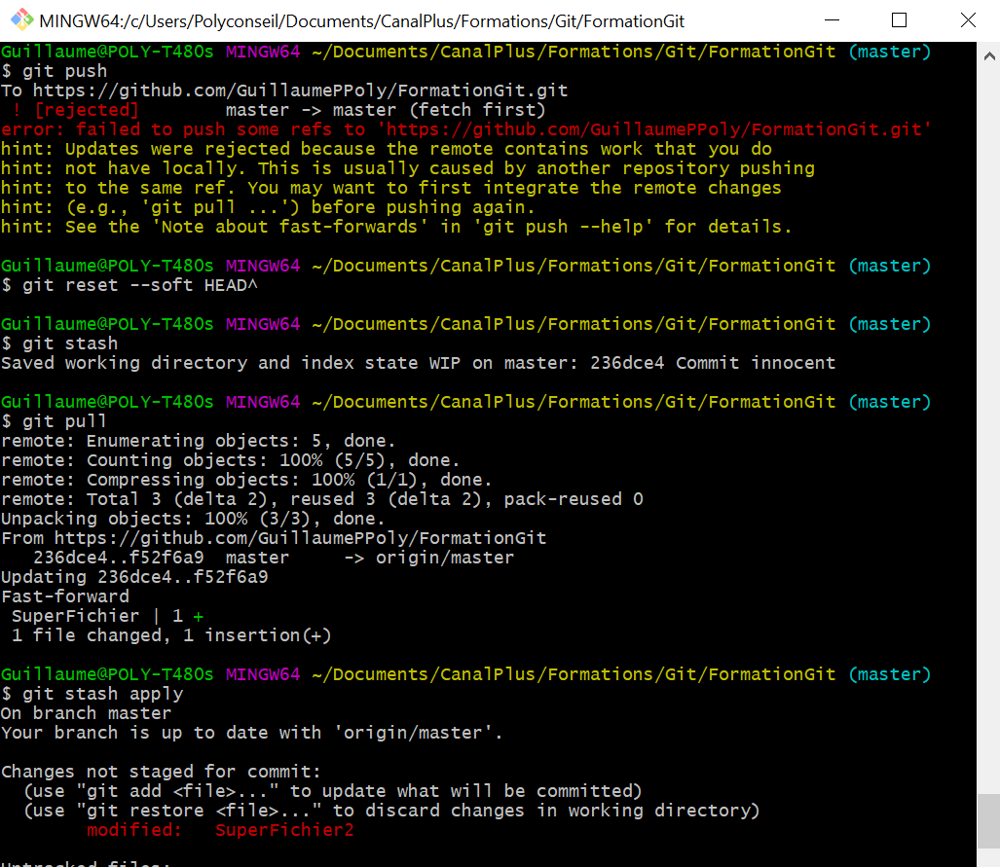 MINGW64:/c/Users/Polyconseil/Documents/CanalPlus/Formations/Git/FormationGit
Guillaume@POLY-T480s MINGW64 ~/Documents/CanalPlus/Formations/Git/FormationGit (master)
$ git push
To https://github.com/GuillaumePPoly/FormationGit.git
 ! [rejected]        master -> master (fetch first)
error: failed to push some refs to 'https://github.com/GuillaumePPoly/FormationGit.git'
hint: Updates were rejected because the remote contains work that you do
hint: not have locally. This is usually caused by another repository pushing
hint: to the same ref. You may want to first integrate the remote changes
hint: (e.g., 'git pull ...') before pushing again.
hint: See the 'Note about fast-forwards' in 'git push --help' for details.
Guillaume@POLY-T480s MINGW64 ~/Documents/CanalPlus/Formations/Git/FormationGit (master)
$ git reset --soft HEAD^
Guillaume@POLY-T480s MINGW64 ~/Documents/CanalPlus/Formations/Git/FormationGit (master)
$ git stash
Saved working directory and index state WIP on master: 236dce4 Commit innocent
Guillaume@POLY-T480s MINGW64 ~/Documents/CanalPlus/Formations/Git/FormationGit (master)
$ git pull
remote: Enumerating objects: 5, done.
remote: Counting objects: 100% (5/5), done.
remote: Compressing objects: 100% (1/1), done.
remote: Total 3 (delta 2), reused 3 (delta 2), pack-reused 0
Unpacking objects: 100% (3/3), done.
From https://github.com/GuillaumePPoly/FormationGit
   236dce4..f52f6a9  master     -> origin/master
Updating 236dce4..f52f6a9
Fast-forward
 SuperFichier | 1 +
 1 file changed, 1 insertion(+)
Guillaume@POLY-T480s MINGW64 ~/Documents/CanalPlus/Formations/Git/FormationGit (master)
$ git stash apply
On branch master
Your branch is up to date with 'origin/master'.
Changes not staged for commit:
  (use "git add <file>..." to update what will be committed)
  (use "git restore <file>..." to discard changes in working directory)
        modified:   SuperFichier2
Untracked files: